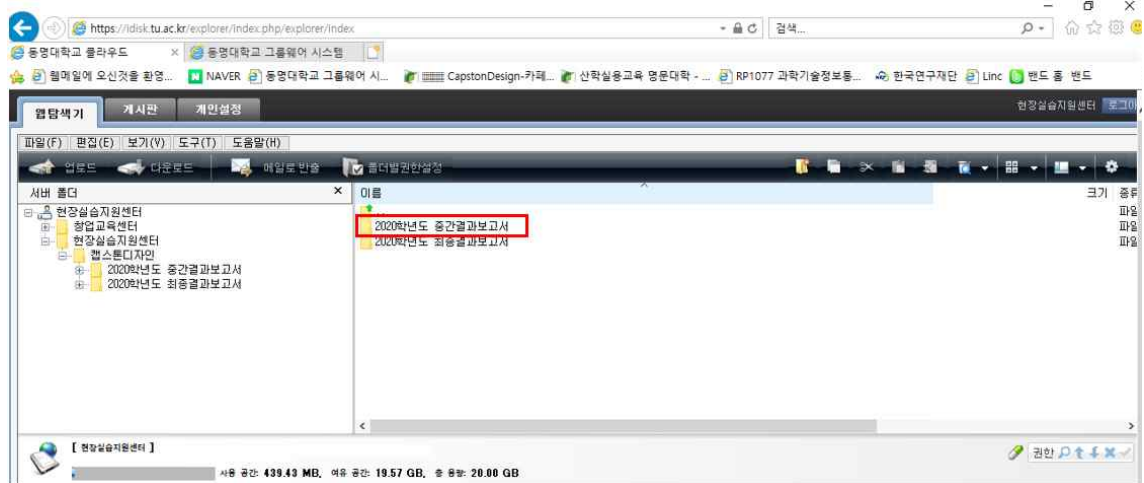 https://idisk.tu.ac.kr/explorer/index.php/explorer/index
검색...
동명대학교 클라우드 × 동명대학교 그룹웨어 시스템
웹메일에 오신것을 환영... NAVER 동명대학교 그룹웨어 시... CapstonDesign-카페... 산학실용교육 명문대학 - ... RP1077 과학기술정보통... 한국연구재단 Linc 밴드 홈 밴드
웹탐색기 게시판 개인설정 현장실습지원센터
파일(F) 편집(E) 보기(V) 도구(T) 도움말(H)
업로드 다운로드 메일로 반출 폴더별권한설정
서버 폴더 × 이름 크기 종류
현장실습지원센터
창업교육센터
현장실습지원센터
캡스톤디자인
2020학년도 중간결과보고서
2020학년도 최종결과보고서
..
2020학년도 중간결과보고서
2020학년도 최종결과보고서
[ 현장실습지원센터 ]
사용 공간: 439.43 MB, 여유 공간: 19.57 GB, 총 용량: 20.00 GB
권한